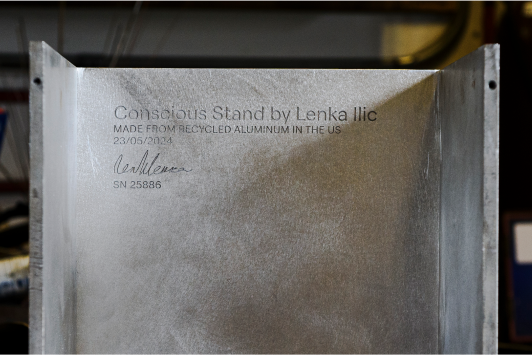 Conscious Stand by Lenka Ilic
MADE FROM RECYCLED ALUMINUM IN THE US
23/05/2024
SN 25886